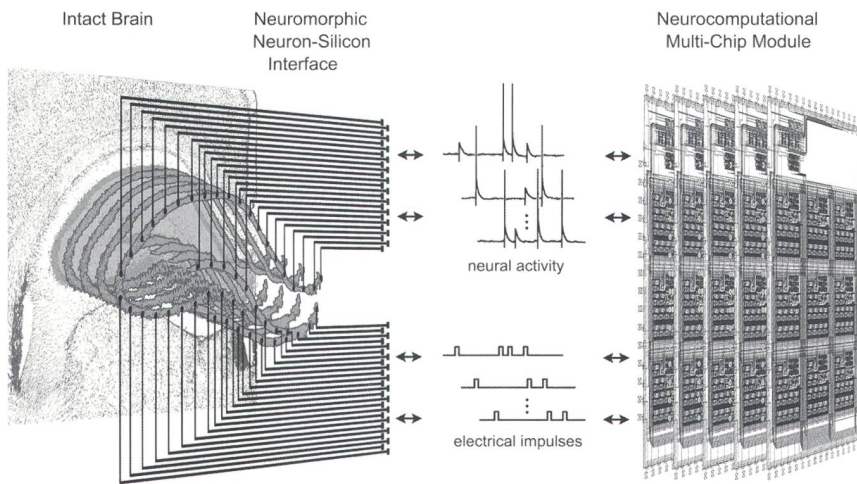 Intact Brain
Neuromorphic
Neuron-Silicon
Interface
Neurocomputational
Multi-Chip Module
neural activity
electrical impulses